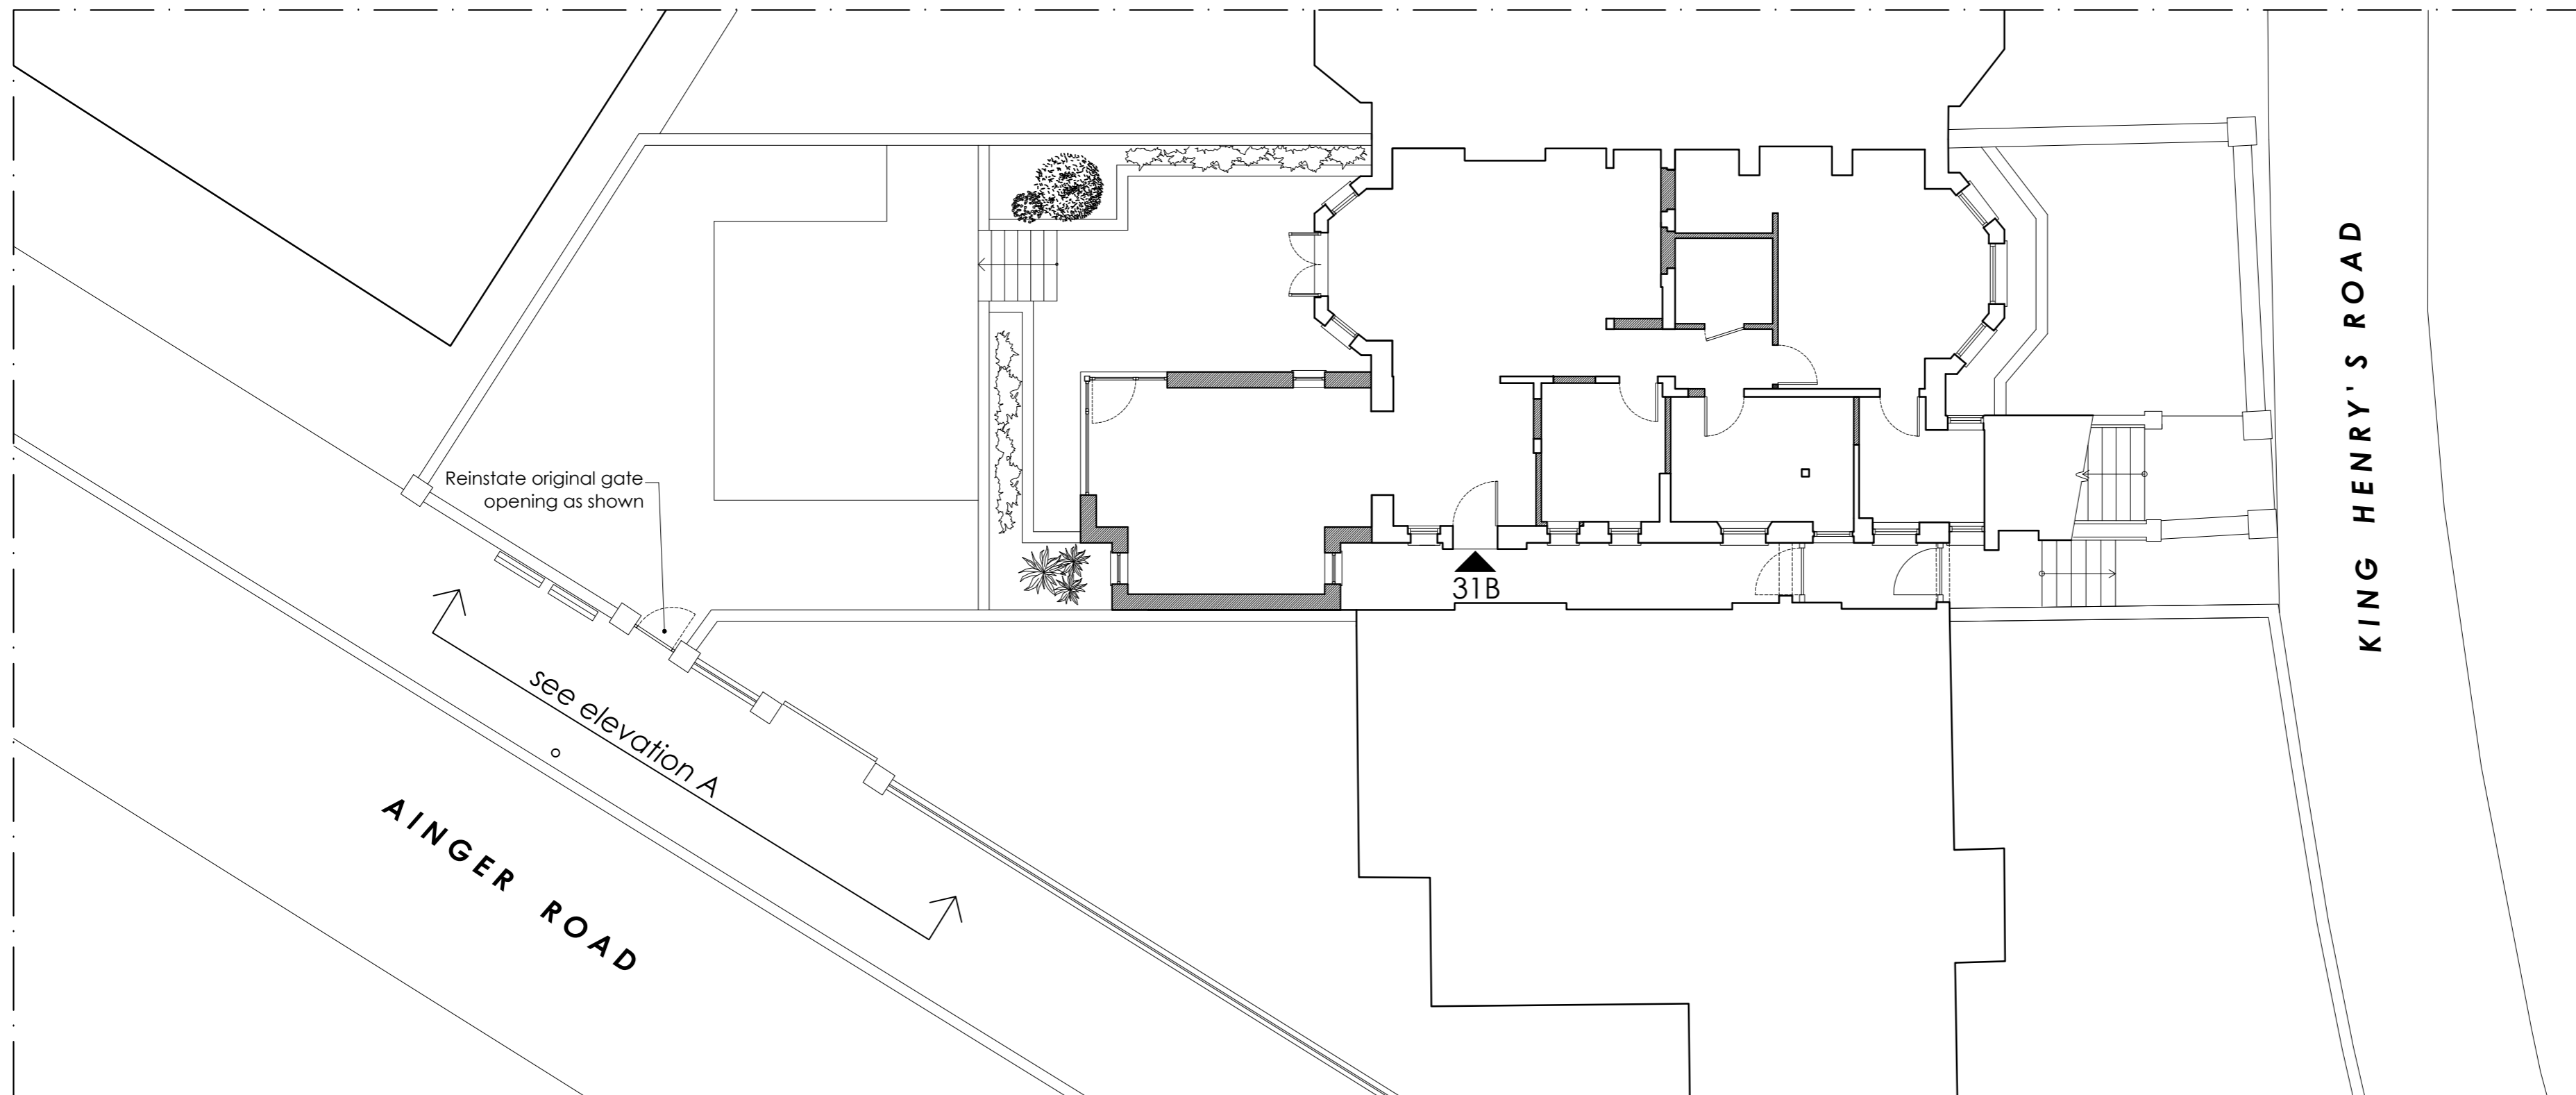 Reinstate original gate
opening as shown
see elevation A
AINGER ROAD
31B
KING HENRY'S ROAD